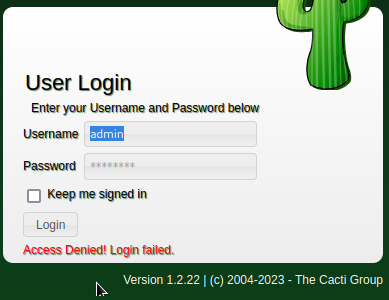 User Login
Enter your Username and Password below
Username admin
Password ********
Keep me signed in
Login
Access Denied! Login failed.
Version 1.2.22 | (c) 2004-2023 - The Cacti Group